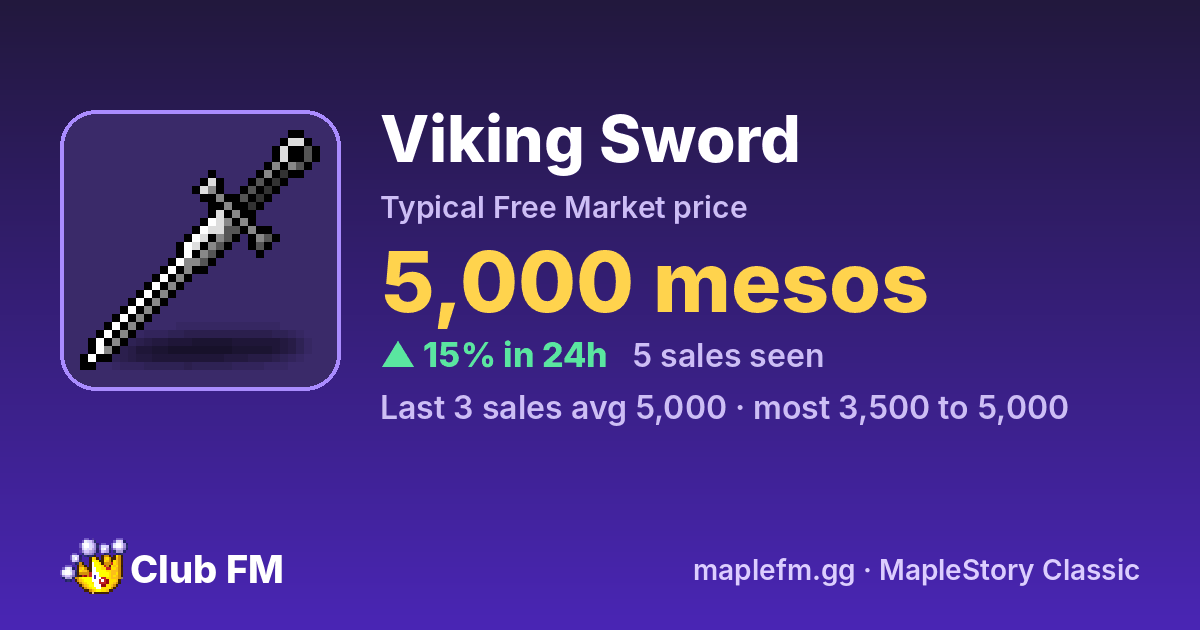 Viking Sword
Typical Free Market price
5,000 mesos
▲ 15% in 24h 5 sales seen
Last 3 sales avg 5,000 · most 3,500 to 5,000
Club FM
maplefm.gg · MapleStory Classic